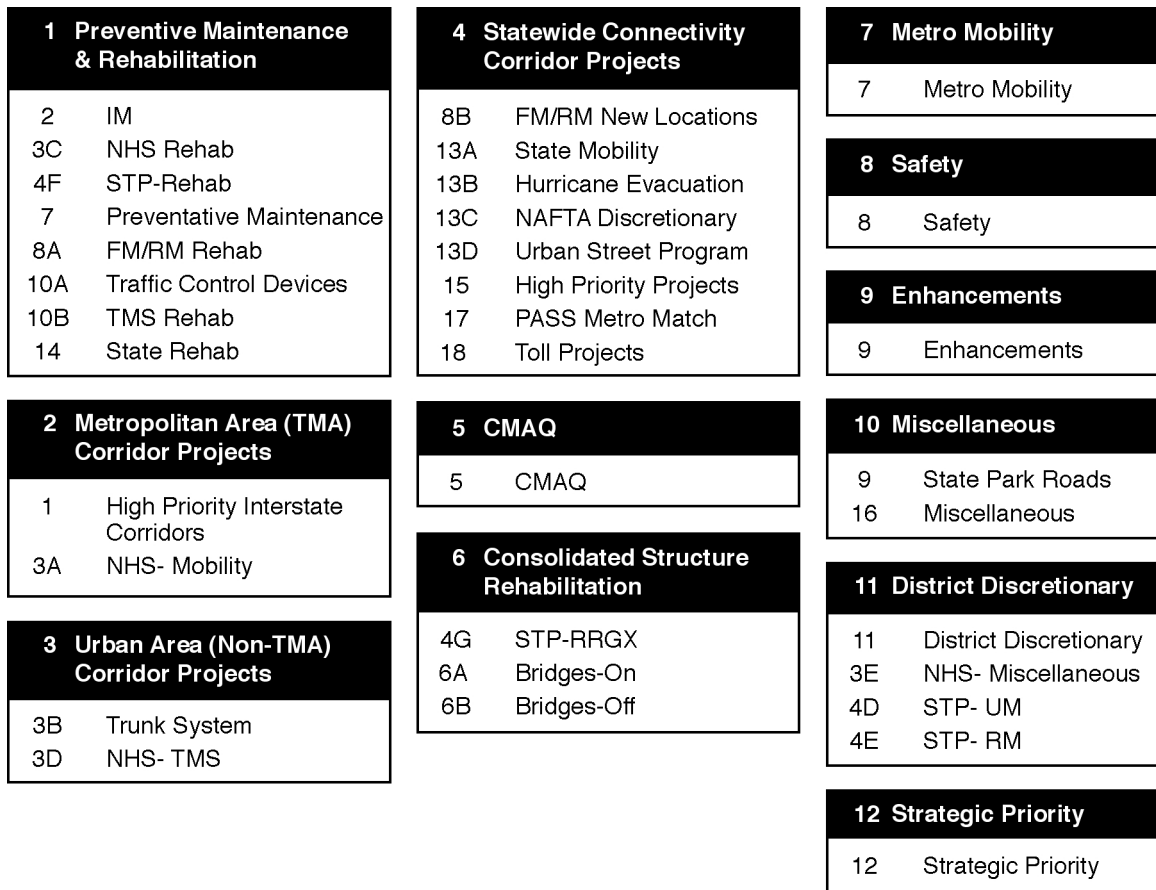 1 Preventive Maintenance
& Rehabilitation
2 IM
3C NHS Rehab
4F STP-Rehab
7 Preventative Maintenance
8A FM/RM Rehab
10A Traffic Control Devices
10B TMS Rehab
14 State Rehab
2 Metropolitan Area (TMA)
Corridor Projects
1 High Priority Interstate
Corridors
3A NHS- Mobility
3 Urban Area (Non-TMA)
Corridor Projects
3B Trunk System
3D NHS- TMS
4 Statewide Connectivity
Corridor Projects
8B FM/RM New Locations
13A State Mobility
13B Hurricane Evacuation
13C NAFTA Discretionary
13D Urban Street Program
15 High Priority Projects
17 PASS Metro Match
18 Toll Projects
5 CMAQ
5 CMAQ
6 Consolidated Structure
Rehabilitation
4G STP-RRGX
6A Bridges-On
6B Bridges-Off
7 Metro Mobility
7 Metro Mobility
8 Safety
8 Safety
9 Enhancements
9 Enhancements
10 Miscellaneous
9 State Park Roads
16 Miscellaneous
11 District Discretionary
11 District Discretionary
3E NHS- Miscellaneous
4D STP- UM
4E STP- RM
12 Strategic Priority
12 Strategic Priority